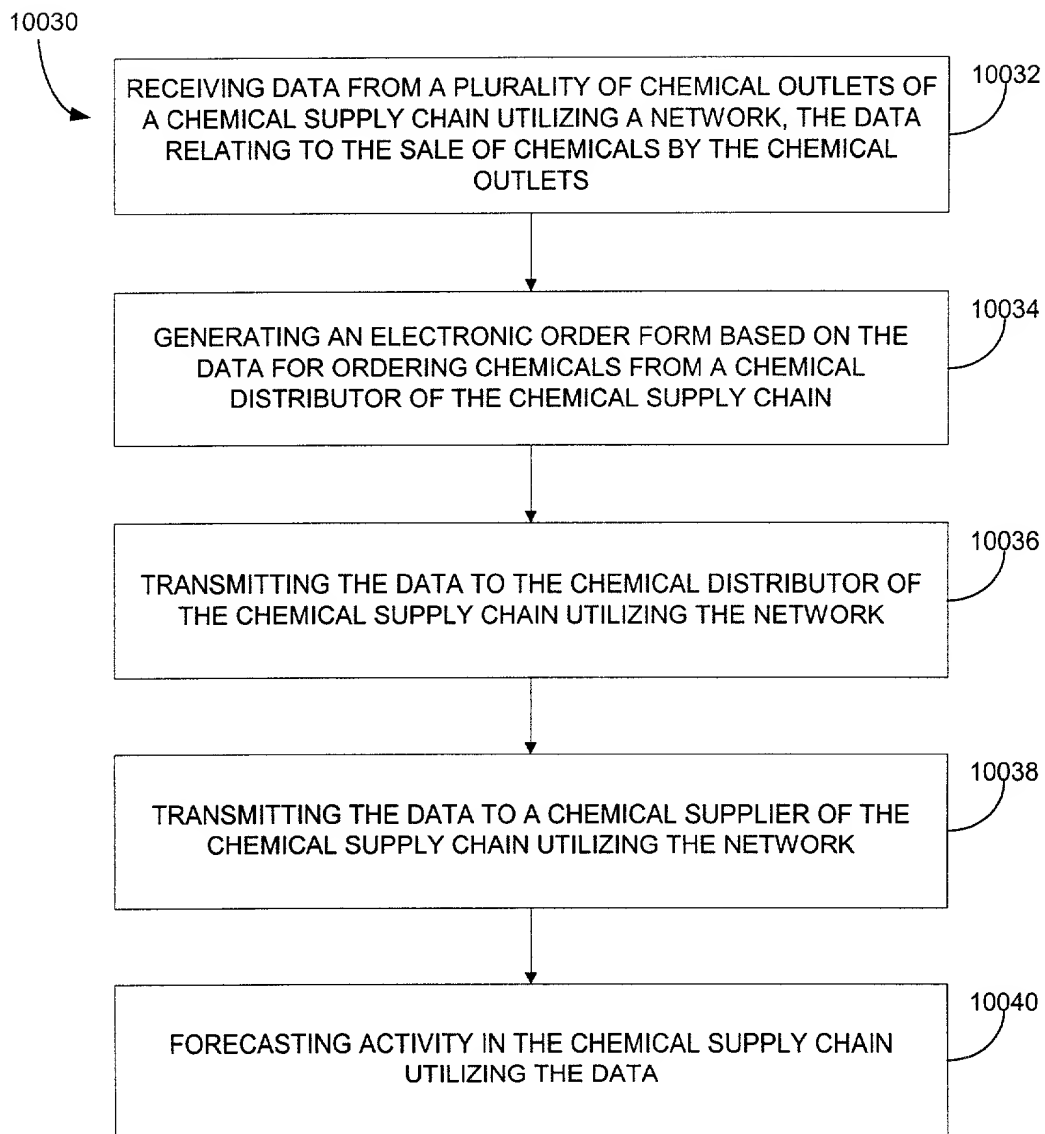 10030
10032
RECEIVING DATA FROM A PLURALITY OF CHEMICAL OUTLETS OF
A CHEMICAL SUPPLY CHAIN UTILIZING A NETWORK, THE DATA
RELATING TO THE SALE OF CHEMICALS BY THE CHEMICAL
OUTLETS
10034
GENERATING AN ELECTRONIC ORDER FORM BASED ON THE
DATA FOR ORDERING CHEMICALS FROM A CHEMICAL
DISTRIBUTOR OF THE CHEMICAL SUPPLY CHAIN
10036
TRANSMITTING THE DATA TO THE CHEMICAL DISTRIBUTOR OF
THE CHEMICAL SUPPLY CHAIN UTILIZING THE NETWORK
10038
TRANSMITTING THE DATA TO A CHEMICAL SUPPLIER OF THE
CHEMICAL SUPPLY CHAIN UTILIZING THE NETWORK
10040
FORECASTING ACTIVITY IN THE CHEMICAL SUPPLY CHAIN
UTILIZING THE DATA